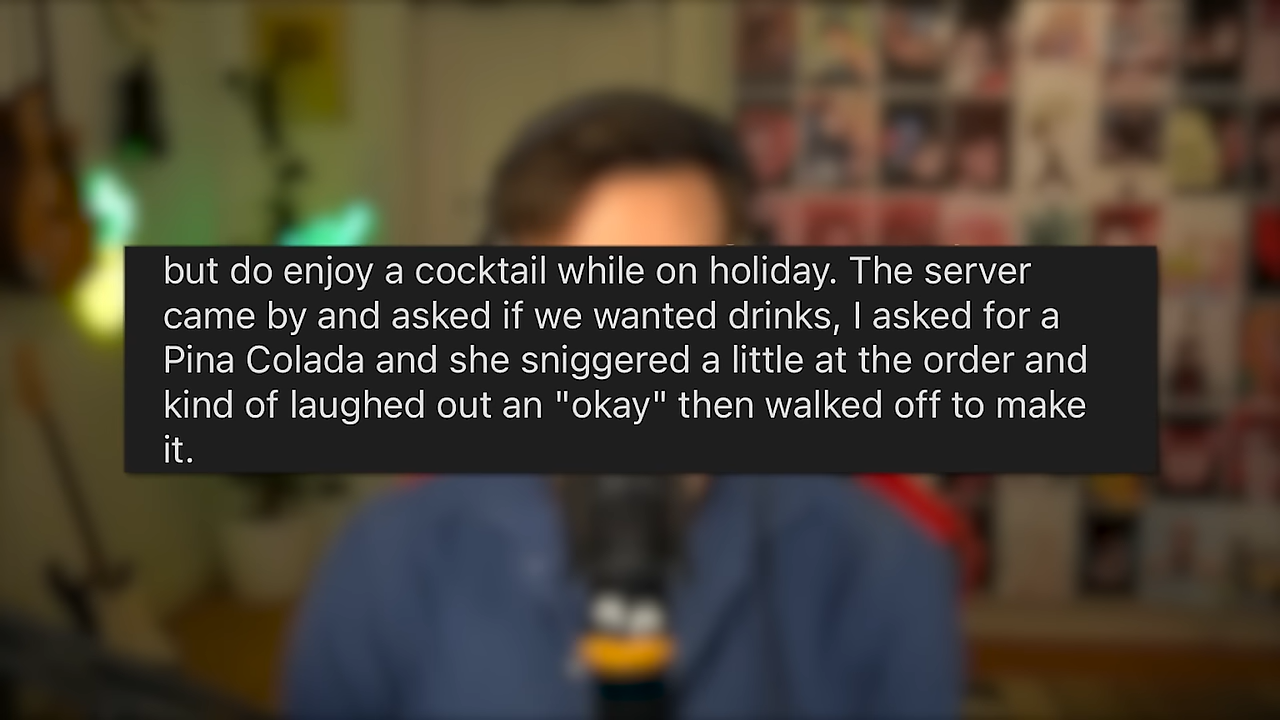 but do enjoy a cocktail while on holiday. The server
came by and asked if we wanted drinks, I asked for a
Pina Colada and she sniggered a little at the order and
kind of laughed out an "okay" then walked off to make
it.